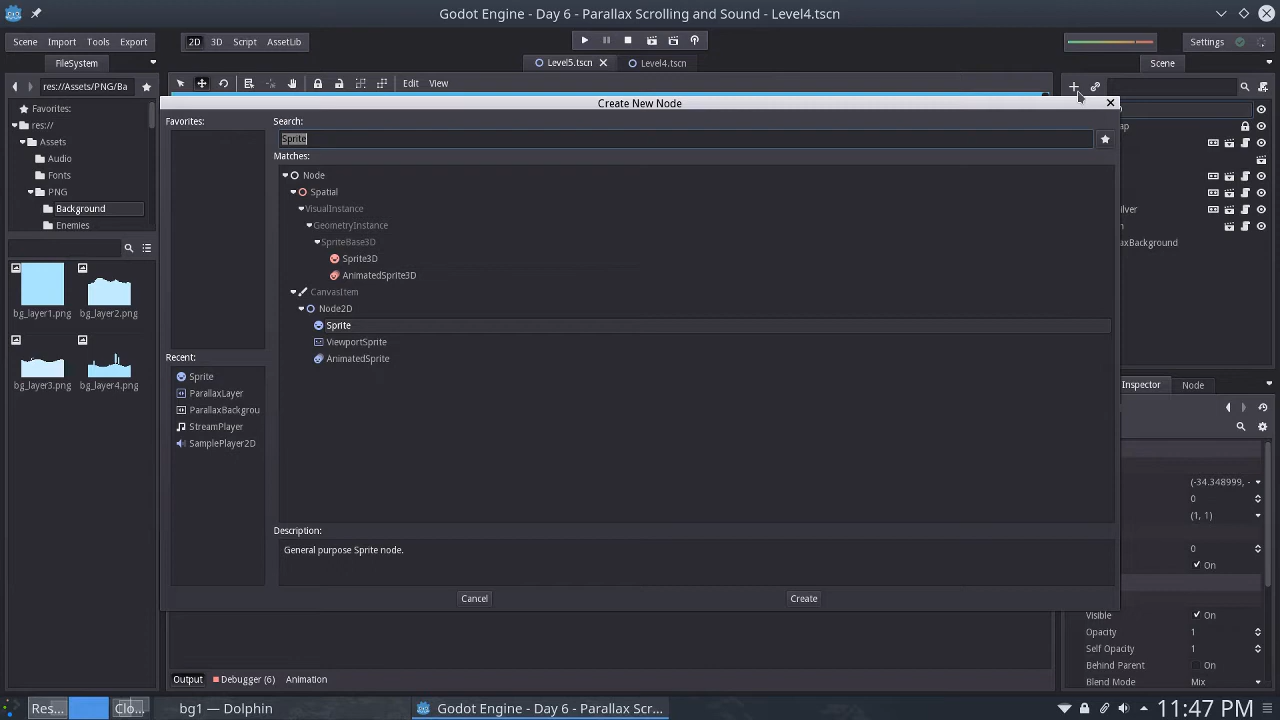 Godot Engine - Day 6 - Parallax Scrolling and Sound - Level4.tscn
Scene Import Tools Export 2D 3D Script AssetLib Settings
FileSystem Level5.tscn Level4.tscn Scene
res://Assets/PNG/Ba Edit View
Create New Node
Favorites:
res://
Assets
Audio
Fonts
PNG
Background
Enemies
bg_layer1.png bg_layer2.png
bg_layer3.png bg_layer4.png
Favorites:
Recent:
Sprite
ParallaxLayer
ParallaxBackgrou
StreamPlayer
SamplePlayer2D
Search:
Sprite
Matches:
Node
Spatial
VisualInstance
GeometryInstance
SpriteBase3D
Sprite3D
AnimatedSprite3D
CanvasItem
Node2D
Sprite
ViewportSprite
AnimatedSprite
Description:
General purpose Sprite node.
Cancel Create
ap
lver
n
axBackground
Inspector Node
(-34.348999, -
0
(1, 1)
0
On
Visible On
Opacity 1
Self Opacity 1
Behind Parent On
Blend Mode Mix
Output Debugger (6) Animation
Res... Clo... bg1 — Dolphin Godot Engine - Day 6 - Parallax Scr... 11:47 PM